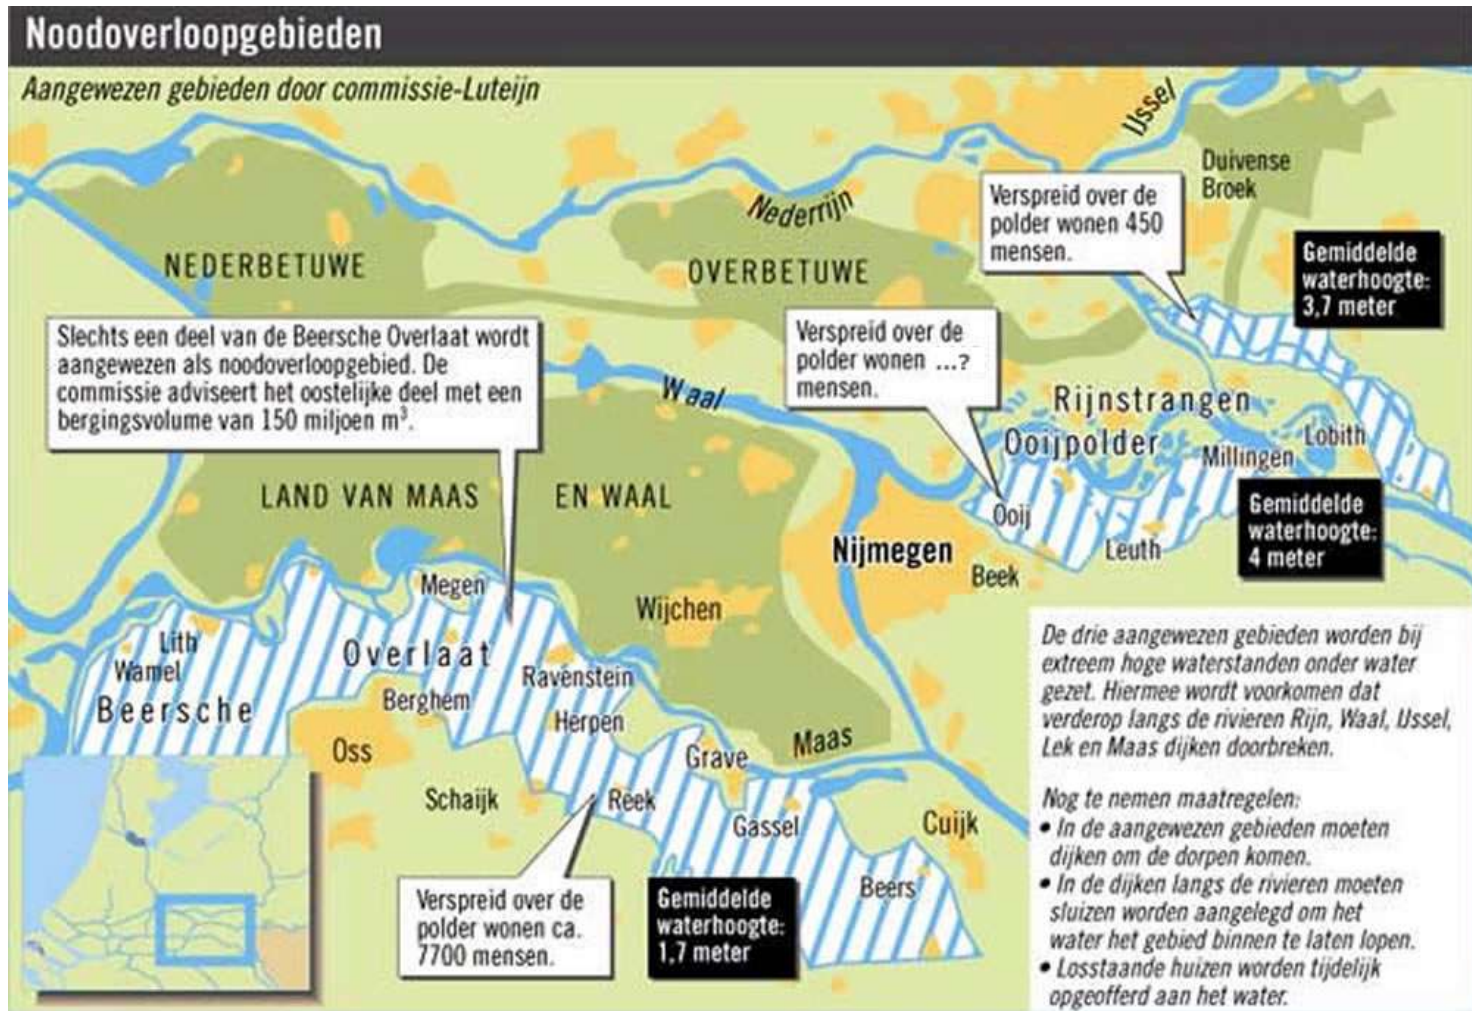 Noodoverloopgebieden
Aangewezen gebieden door commissie-Luteijn
IJssel
Duivense
Broek
Verspreid over de
polder wonen 450
mensen.
Nederrijn
Gemiddelde
waterhoogte:
3,7 meter
NEDERBETUWE
OVERBETUWE
Slechts een deel van de Beersche Overlaat wordt
aangewezen als noodoverloopgebied. De
commissie adviseert het oostelijke deel met een
bergingsvolume van 150 miljoen m³.
Verspreid over de
polder wonen ...?
mensen.
Waal
Rijnstrangen
Ooijpolder
Lobith
Millingen
LAND VAN MAAS EN WAAL
Gemiddelde
waterhoogte:
4 meter
Ooij
Leuth
Nijmegen
Beek
Megen
Wijchen
Lith
Wamel
Overlaat
Ravenstein
Beersche
Berghem
Herpen
Oss
Grave
Maas
Schaijk
Reek
Gassel
Cuijk
Beers
Verspreid over de
polder wonen ca.
7700 mensen.
Gemiddelde
waterhoogte:
1,7 meter
De drie aangewezen gebieden worden bij
extreem hoge waterstanden onder water
gezet. Hiermee wordt voorkomen dat
verderop langs de rivieren Rijn, Waal, IJssel,
Lek en Maas dijken doorbreken.
Nog te nemen maatregelen:
• In de aangewezen gebieden moeten
dijken om de dorpen komen.
• In de dijken langs de rivieren moeten
sluizen worden aangelegd om het
water het gebied binnen te laten lopen.
• Losstaande huizen worden tijdelijk
opgeofferd aan het water.